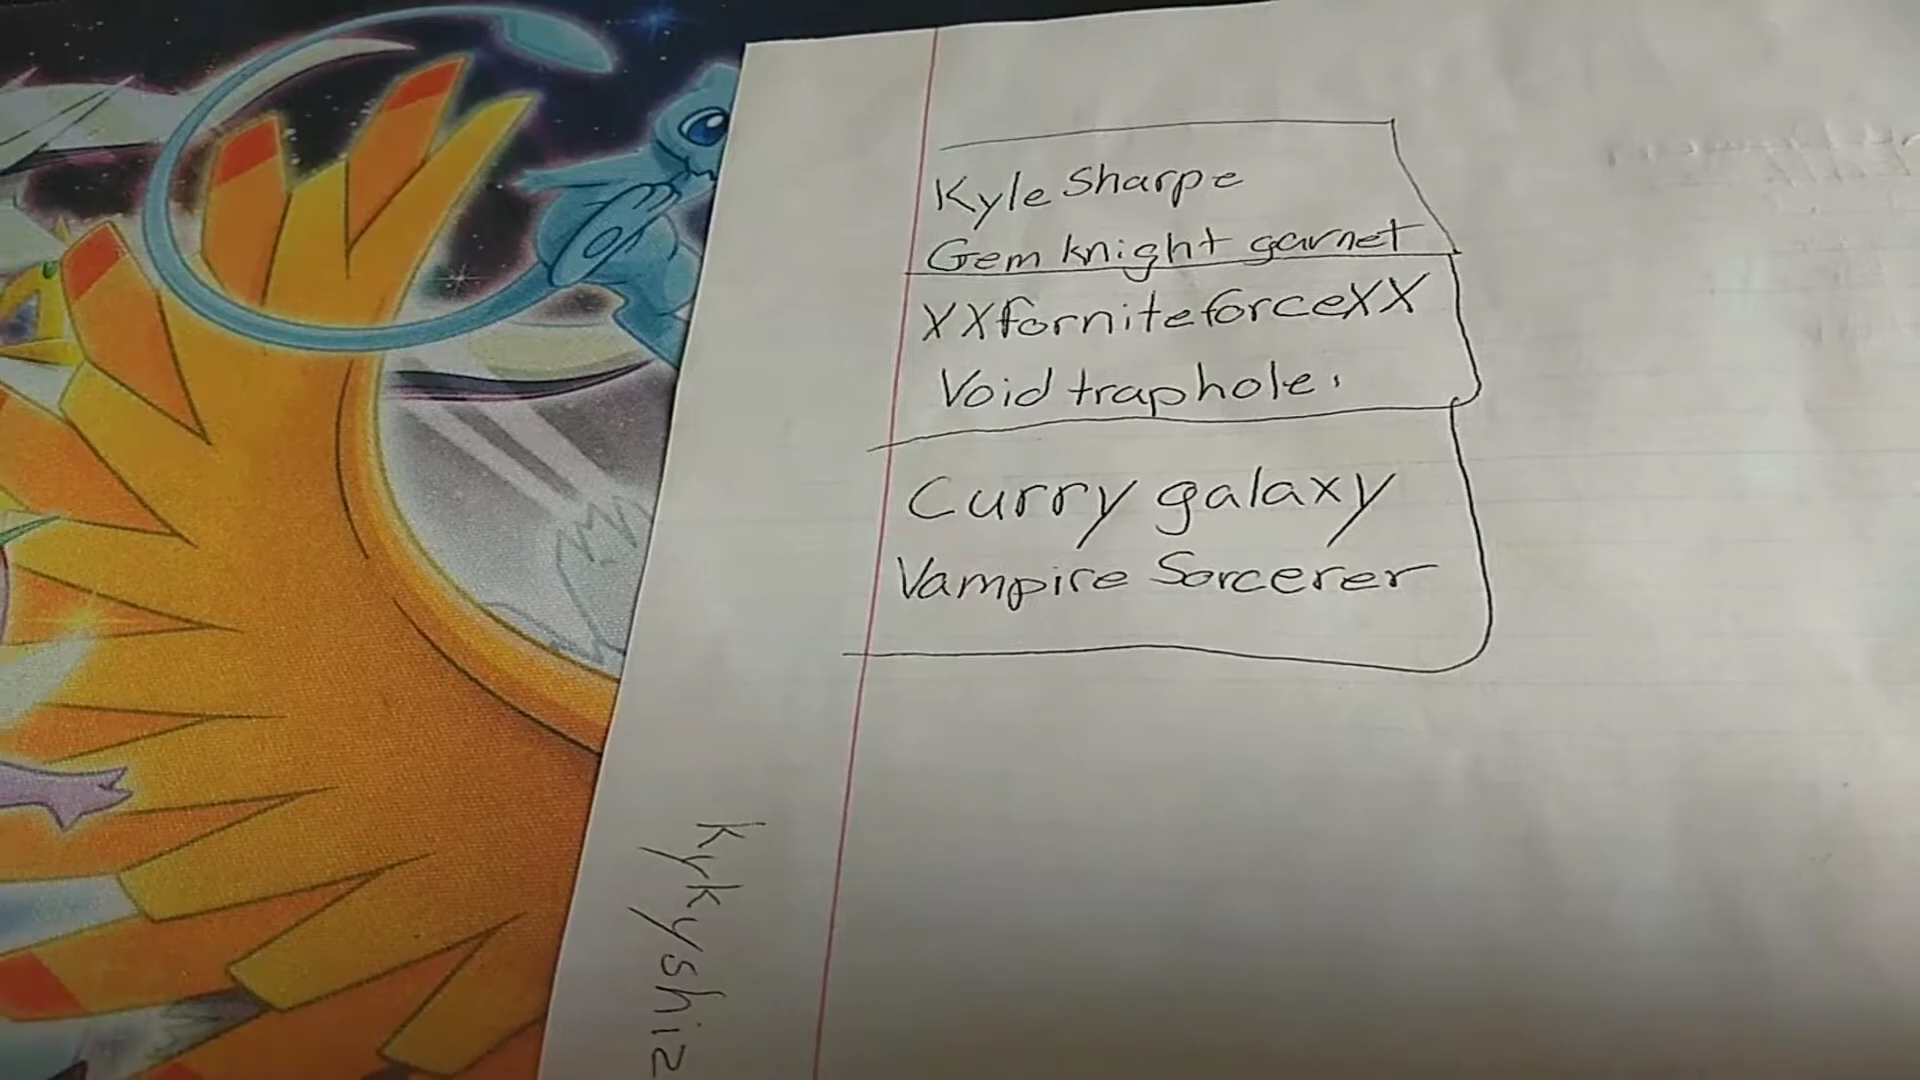 Kyle Sharpe
Gem knight garnet
XXforniteforceXX
Void traphole.
Curry galaxy
Vampire Sorcerer
kykyshiz